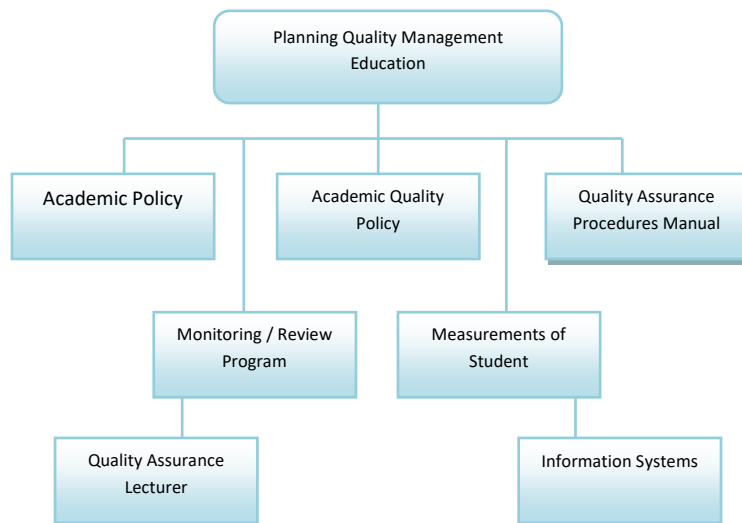 Planning Quality Management
Education
Academic Policy
Academic Quality
Policy
Quality Assurance
Procedures Manual
Monitoring / Review
Program
Measurements of
Student
Quality Assurance
Lecturer
Information Systems